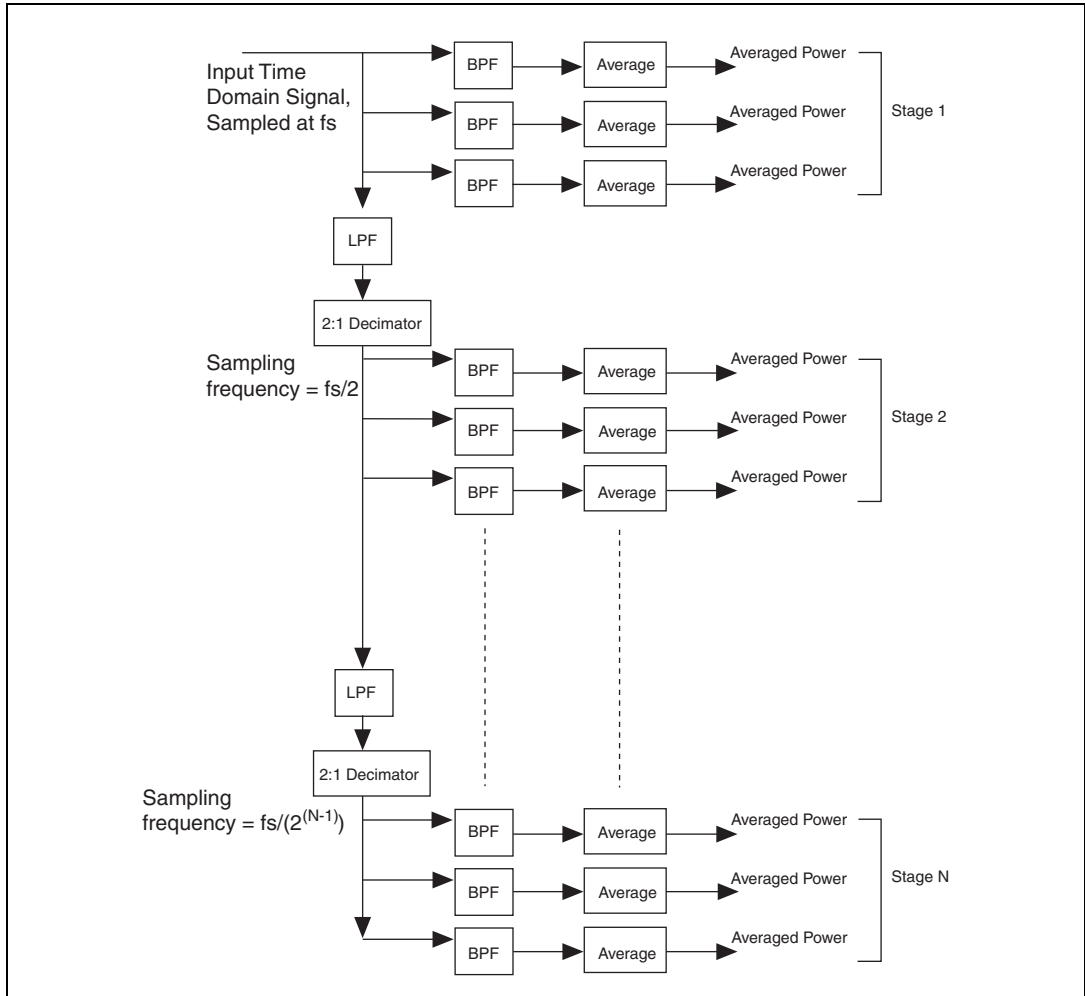 BPF
Average
Averaged Power
Input Time
Domain Signal,
Sampled at fs
BPF
Average
Averaged Power
Stage 1
BPF
Average
Averaged Power
LPF
2:1 Decimator
Sampling
frequency = fs/2
BPF
Average
Averaged Power
BPF
Average
Averaged Power
Stage 2
BPF
Average
Averaged Power
LPF
2:1 Decimator
Sampling
frequency = fs/(2^(N-1))
BPF
Average
Averaged Power
BPF
Average
Averaged Power
Stage N
BPF
Average
Averaged Power